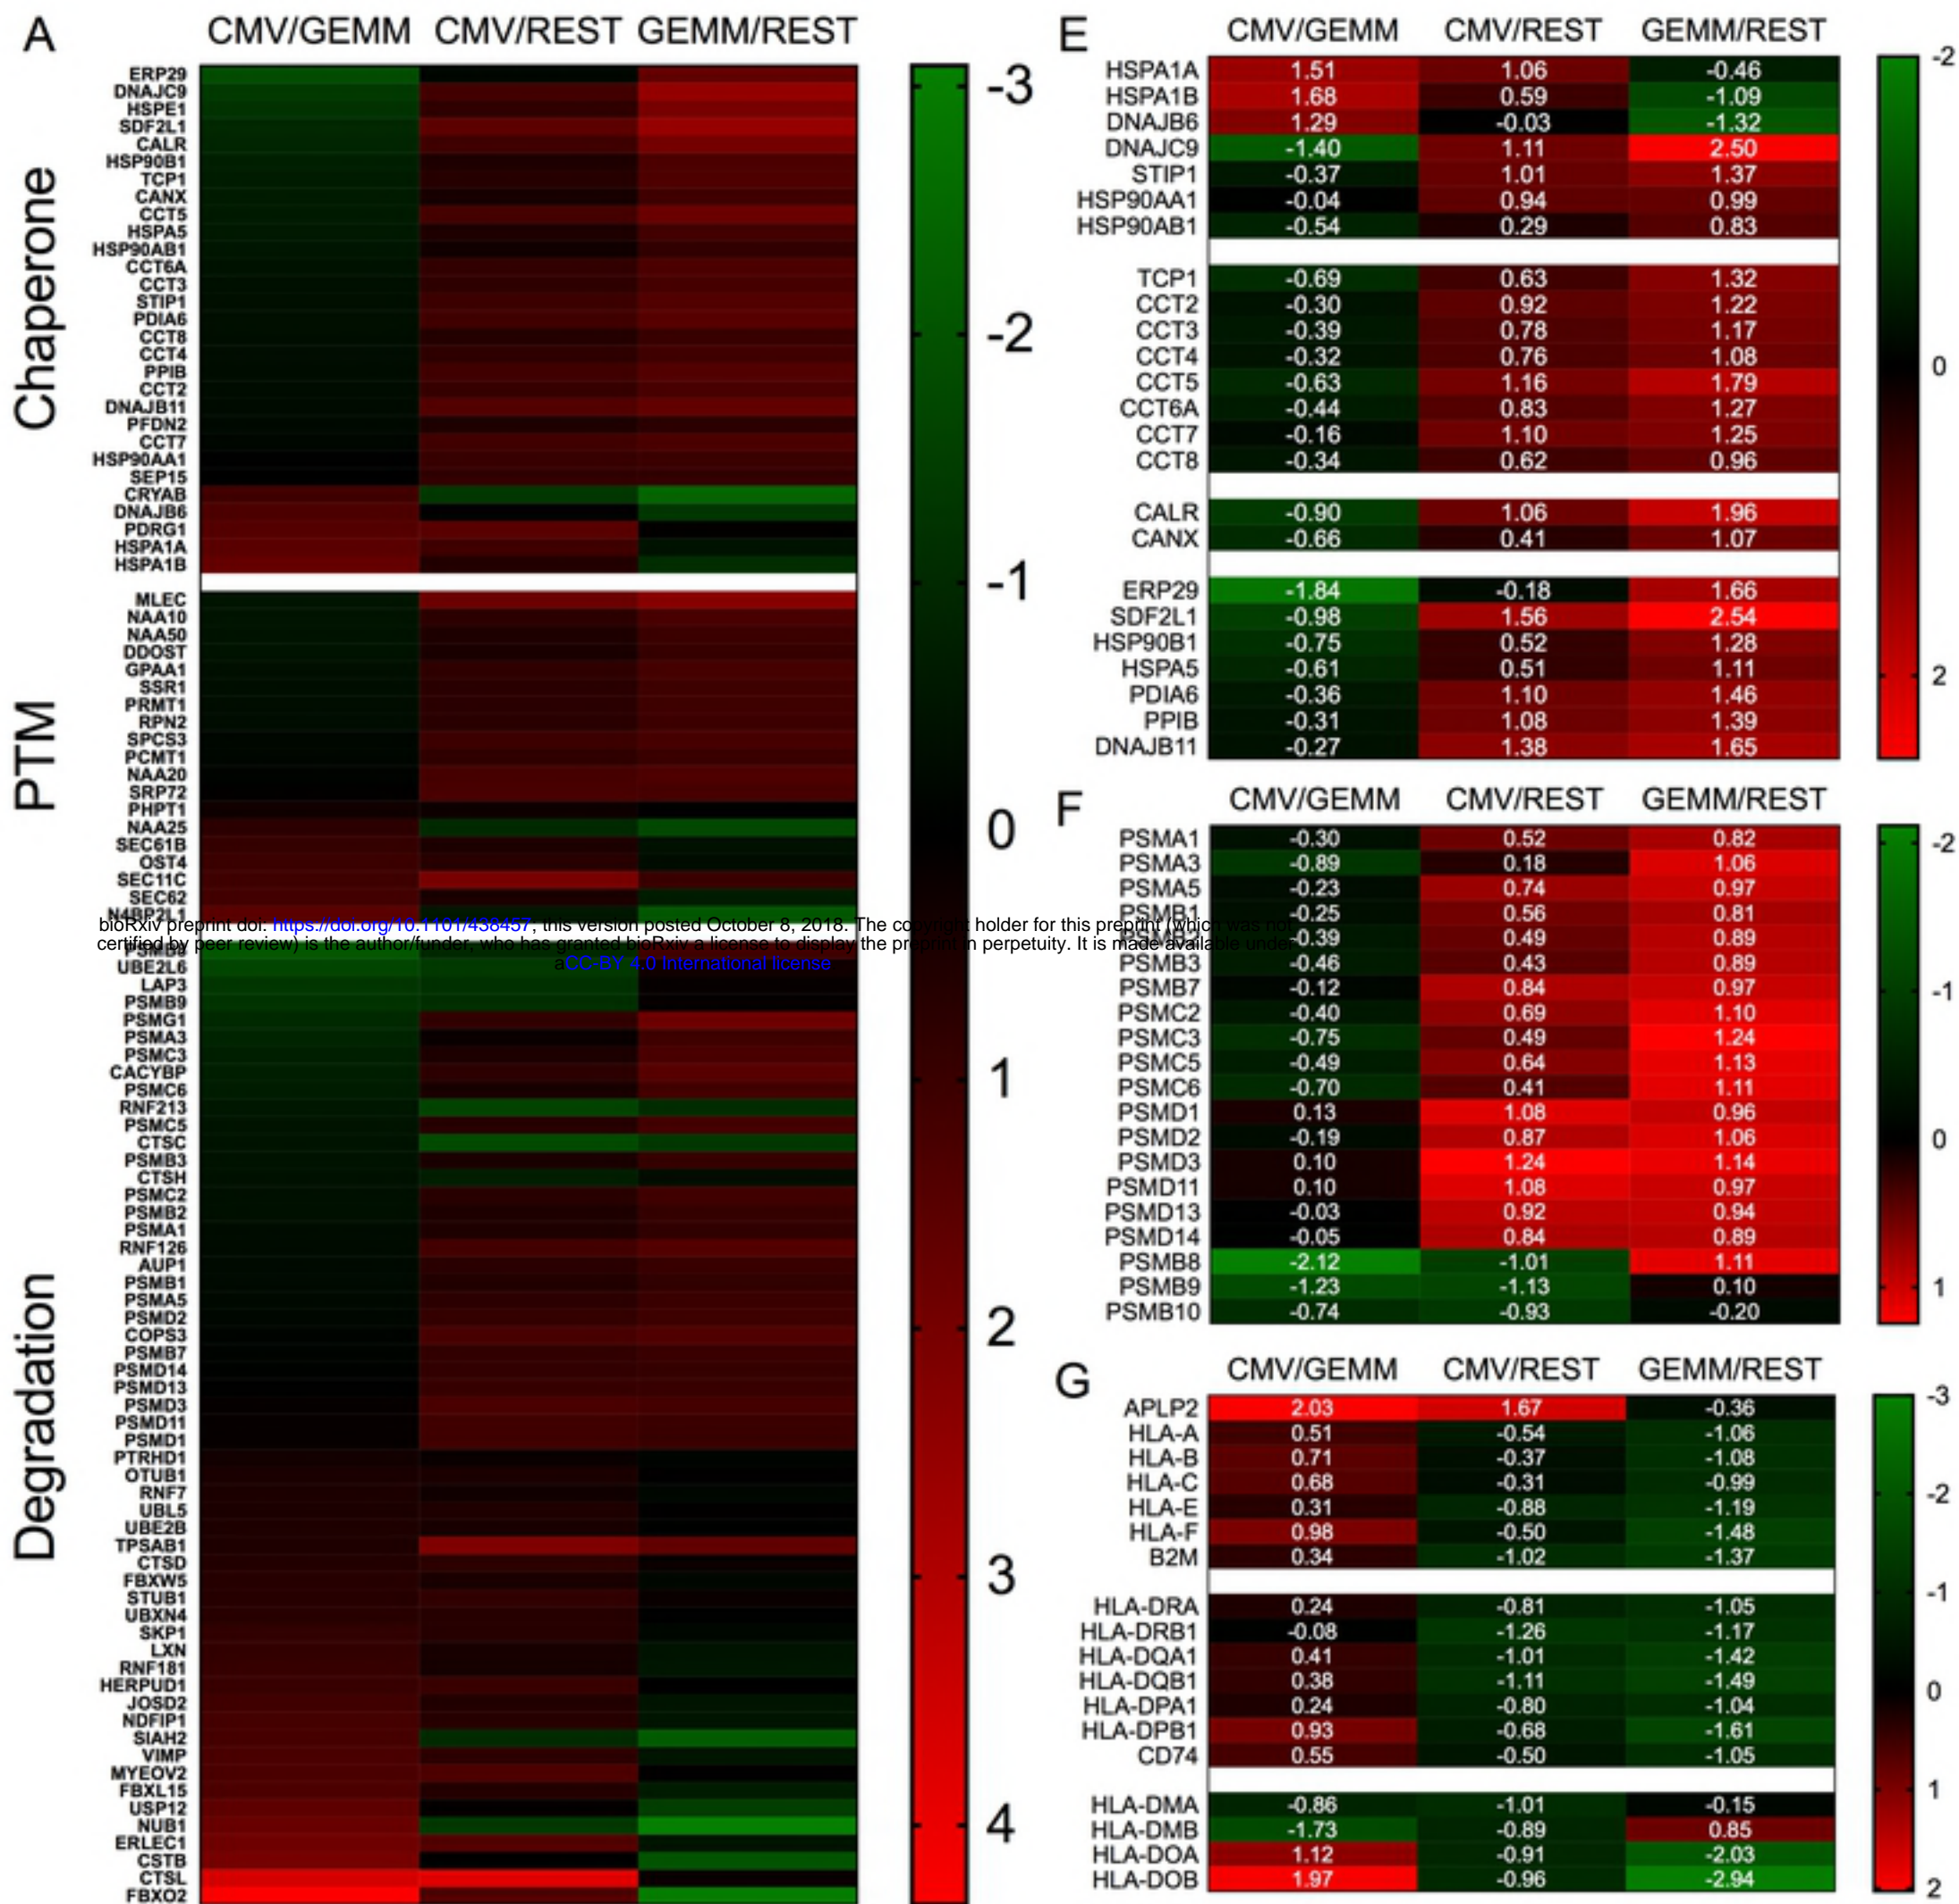 A
CMV/GEMM CMV/REST GEMM/REST
Chaperone
ERP29
DNAJC9
HSPE1
SDF2L1
CALR
HSP90B1
TCP1
CANX
CCT5
HSPA5
HSP90AB1
CCT6A
CCT3
STIP1
PDIA6
CCT8
CCT4
PPIB
CCT2
DNAJB11
PFDN2
CCT7
HSP90AA1
SEP15
CRYAB
DNAJB6
PDRG1
HSPA1A
HSPA1B
PTM
MLEC
NAA10
NAA50
DDOST
GPAA1
SSR1
PRMT1
RPN2
SPCS3
PCMT1
NAA20
SRP72
PHPT1
NAA25
SEC61B
OST4
SEC11C
SEC62
N4BP2L1
bioRxiv preprint doi: https://doi.org/10.1101/438457; this version posted October 8, 2018. The copyright holder for this preprint (which was not
certified by peer review) is the author/funder, who has granted bioRxiv a license to display the preprint in perpetuity. It is made available under
aCC-BY 4.0 International license
Degradation
PSMB8
UBE2L6
LAP3
PSMB9
PSMG1
PSMA3
PSMC3
CACYBP
PSMC6
RNF213
PSMC5
CTSC
PSMB3
CTSH
PSMC2
PSMB2
PSMA1
RNF126
AUP1
PSMB1
PSMA5
PSMD2
COPS3
PSMB7
PSMD14
PSMD13
PSMD3
PSMD11
PSMD1
PTRHD1
OTUB1
RNF7
UBL5
UBE2B
TPSAB1
CTSD
FBXW5
STUB1
UBXN4
SKP1
LXN
RNF181
HERPUD1
JOSD2
NDFIP1
SIAH2
VIMP
MYEOV2
FBXL15
USP12
NUB1
ERLEC1
CSTB
CTSL
FBXO2
-3
-2
-1
0
1
2
3
4
E
CMV/GEMM CMV/REST GEMM/REST
HSPA1A 1.51 1.06 -0.46
HSPA1B 1.68 0.59 -1.09
DNAJB6 1.29 -0.03 -1.32
DNAJC9 -1.40 1.11 2.50
STIP1 -0.37 1.01 1.37
HSP90AA1 -0.04 0.94 0.99
HSP90AB1 -0.54 0.29 0.83
TCP1 -0.69 0.63 1.32
CCT2 -0.30 0.92 1.22
CCT3 -0.39 0.78 1.17
CCT4 -0.32 0.76 1.08
CCT5 -0.63 1.16 1.79
CCT6A -0.44 0.83 1.27
CCT7 -0.16 1.10 1.25
CCT8 -0.34 0.62 0.96
CALR -0.90 1.06 1.96
CANX -0.66 0.41 1.07
ERP29 -1.84 -0.18 1.66
SDF2L1 -0.98 1.56 2.54
HSP90B1 -0.75 0.52 1.28
HSPA5 -0.61 0.51 1.11
PDIA6 -0.36 1.10 1.46
PPIB -0.31 1.08 1.39
DNAJB11 -0.27 1.38 1.65
-2
0
2
F
CMV/GEMM CMV/REST GEMM/REST
PSMA1 -0.30 0.52 0.82
PSMA3 -0.89 0.18 1.06
PSMA5 -0.23 0.74 0.97
PSMB1 -0.25 0.56 0.81
PSMB2 -0.39 0.49 0.89
PSMB3 -0.46 0.43 0.89
PSMB7 -0.12 0.84 0.97
PSMC2 -0.40 0.69 1.10
PSMC3 -0.75 0.49 1.24
PSMC5 -0.49 0.64 1.13
PSMC6 -0.70 0.41 1.11
PSMD1 0.13 1.08 0.96
PSMD2 -0.19 0.87 1.06
PSMD3 0.10 1.24 1.14
PSMD11 0.10 1.08 0.97
PSMD13 -0.03 0.92 0.94
PSMD14 -0.05 0.84 0.89
PSMB8 -2.12 -1.01 1.11
PSMB9 -1.23 -1.13 0.10
PSMB10 -0.74 -0.93 -0.20
-2
-1
0
1
G
CMV/GEMM CMV/REST GEMM/REST
APLP2 2.03 1.67 -0.36
HLA-A 0.51 -0.54 -1.06
HLA-B 0.71 -0.37 -1.08
HLA-C 0.68 -0.31 -0.99
HLA-E 0.31 -0.88 -1.19
HLA-F 0.98 -0.50 -1.48
B2M 0.34 -1.02 -1.37
HLA-DRA 0.24 -0.81 -1.05
HLA-DRB1 -0.08 -1.26 -1.17
HLA-DQA1 0.41 -1.01 -1.42
HLA-DQB1 0.38 -1.11 -1.49
HLA-DPA1 0.24 -0.80 -1.04
HLA-DPB1 0.93 -0.68 -1.61
CD74 0.55 -0.50 -1.05
HLA-DMA -0.86 -1.01 -0.15
HLA-DMB -1.73 -0.89 0.85
HLA-DOA 1.12 -0.91 -2.03
HLA-DOB 1.97 -0.96 -2.94
-3
-2
-1
0
1
2